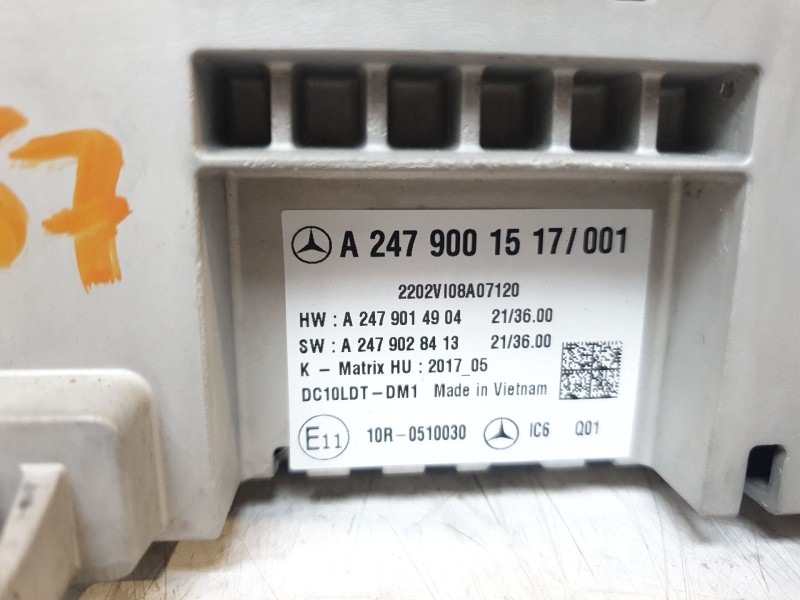 67
A 247 900 15 17/001
2202VI08A07120
HW : A 247 901 49 04 21/36.00
SW : A 247 902 84 13 21/36.00
K - Matrix HU : 2017_05
DC10LDT-DM1 Made in Vietnam
E11 10R-0510030 IC6 Q01